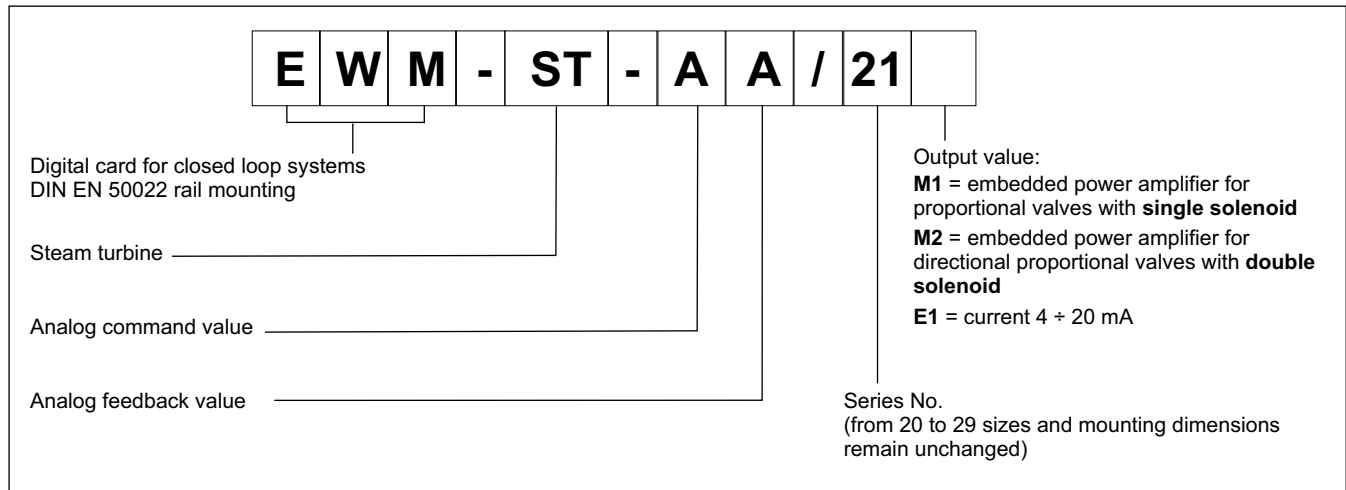 EWM-ST-AA/21
Digital card for closed loop systems
DIN EN 50022 rail mounting
Steam turbine
Analog command value
Analog feedback value
Output value:
M1 = embedded power amplifier for
proportional valves with single solenoid
M2 = embedded power amplifier for
directional proportional valves with double
solenoid
E1 = current 4 ÷ 20 mA
Series No.
(from 20 to 29 sizes and mounting dimensions
remain unchanged)